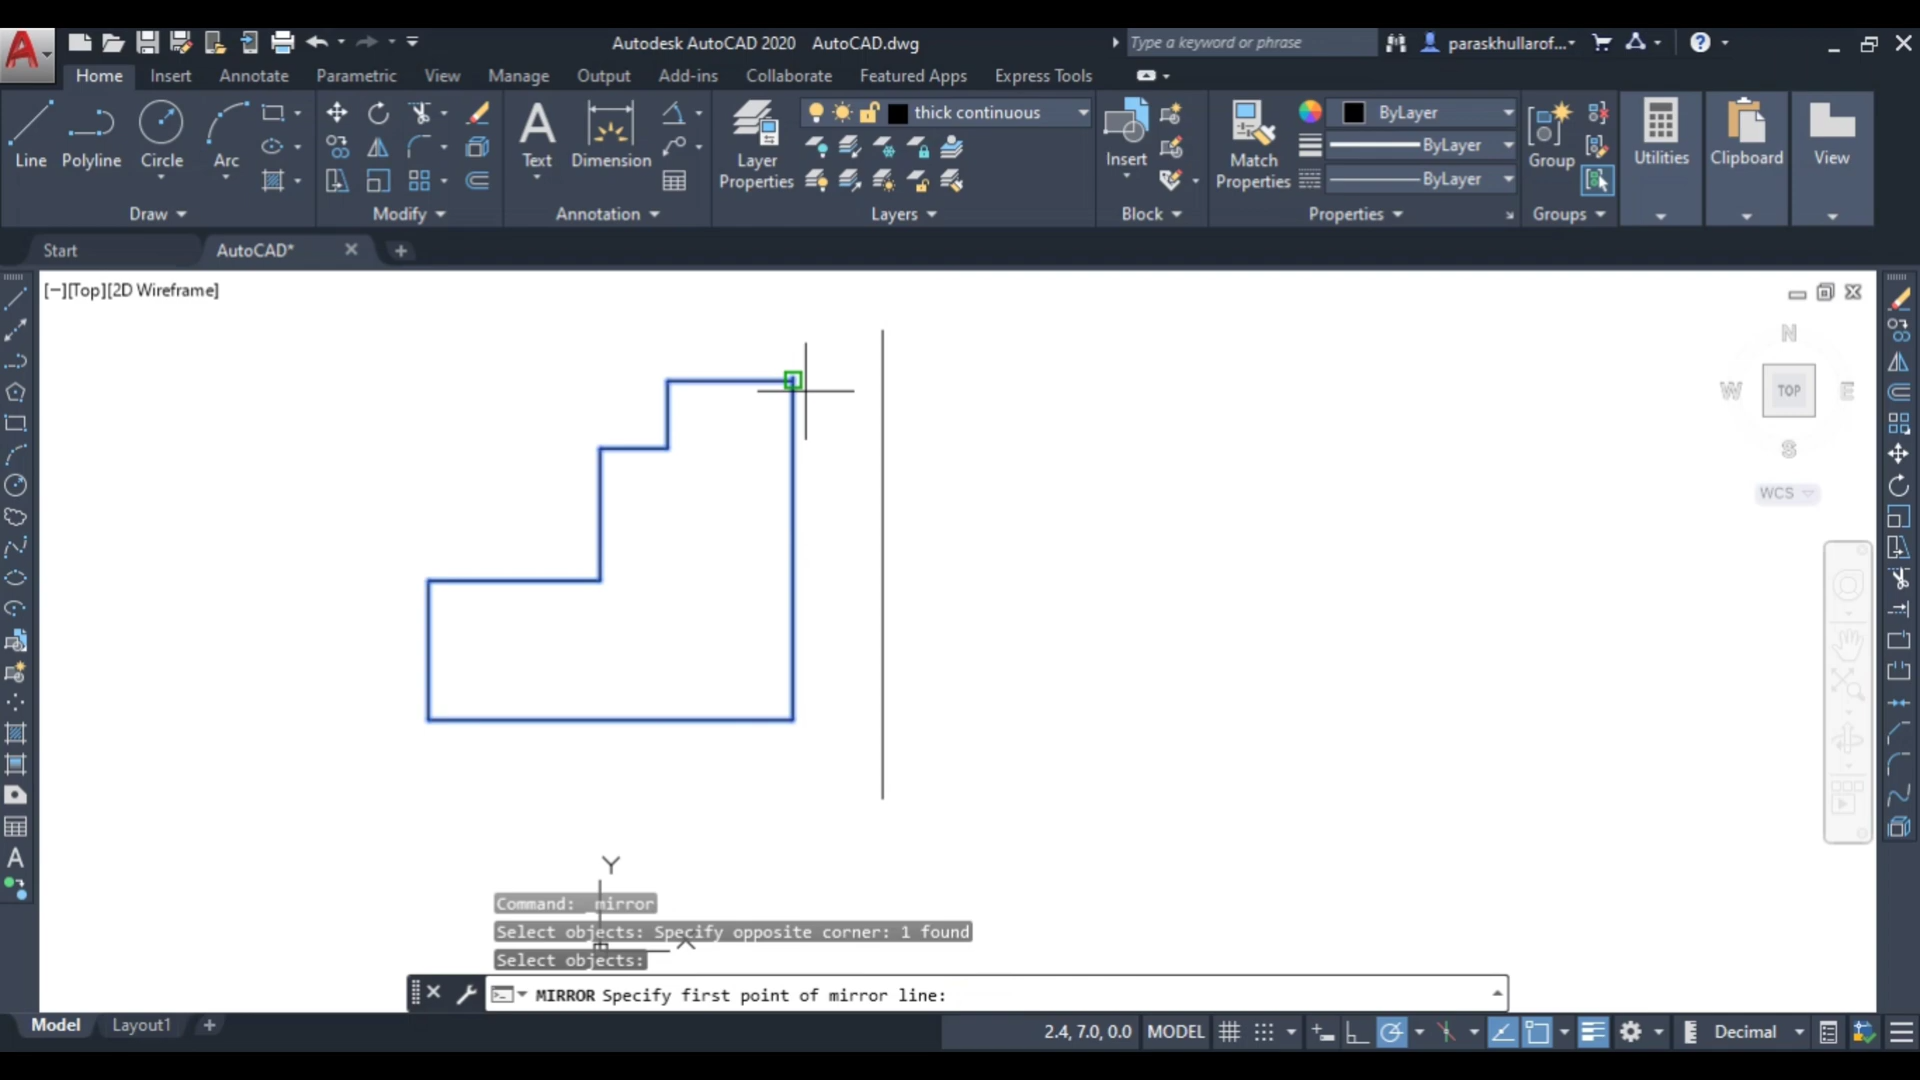 Autodesk AutoCAD 2020 AutoCAD.dwg
Type a keyword or phrase
paraskhullarof...
Home Insert Annotate Parametric View Manage Output Add-ins Collaborate Featured Apps Express Tools
Line Polyline Circle Arc
Draw
Modify
Text Dimension
Annotation
Layer Properties
thick continuous
Layers
Insert
Block
Match Properties
ByLayer
ByLayer
ByLayer
Properties
Group
Groups
Utilities
Clipboard
View
Start AutoCAD*
[−][Top][2D Wireframe]
N
W TOP E
S
WCS
Y
X
Command: _mirror
Select objects: Specify opposite corner: 1 found
Select objects:
MIRROR Specify first point of mirror line:
Model Layout1
2.4, 7.0, 0.0 MODEL
Decimal